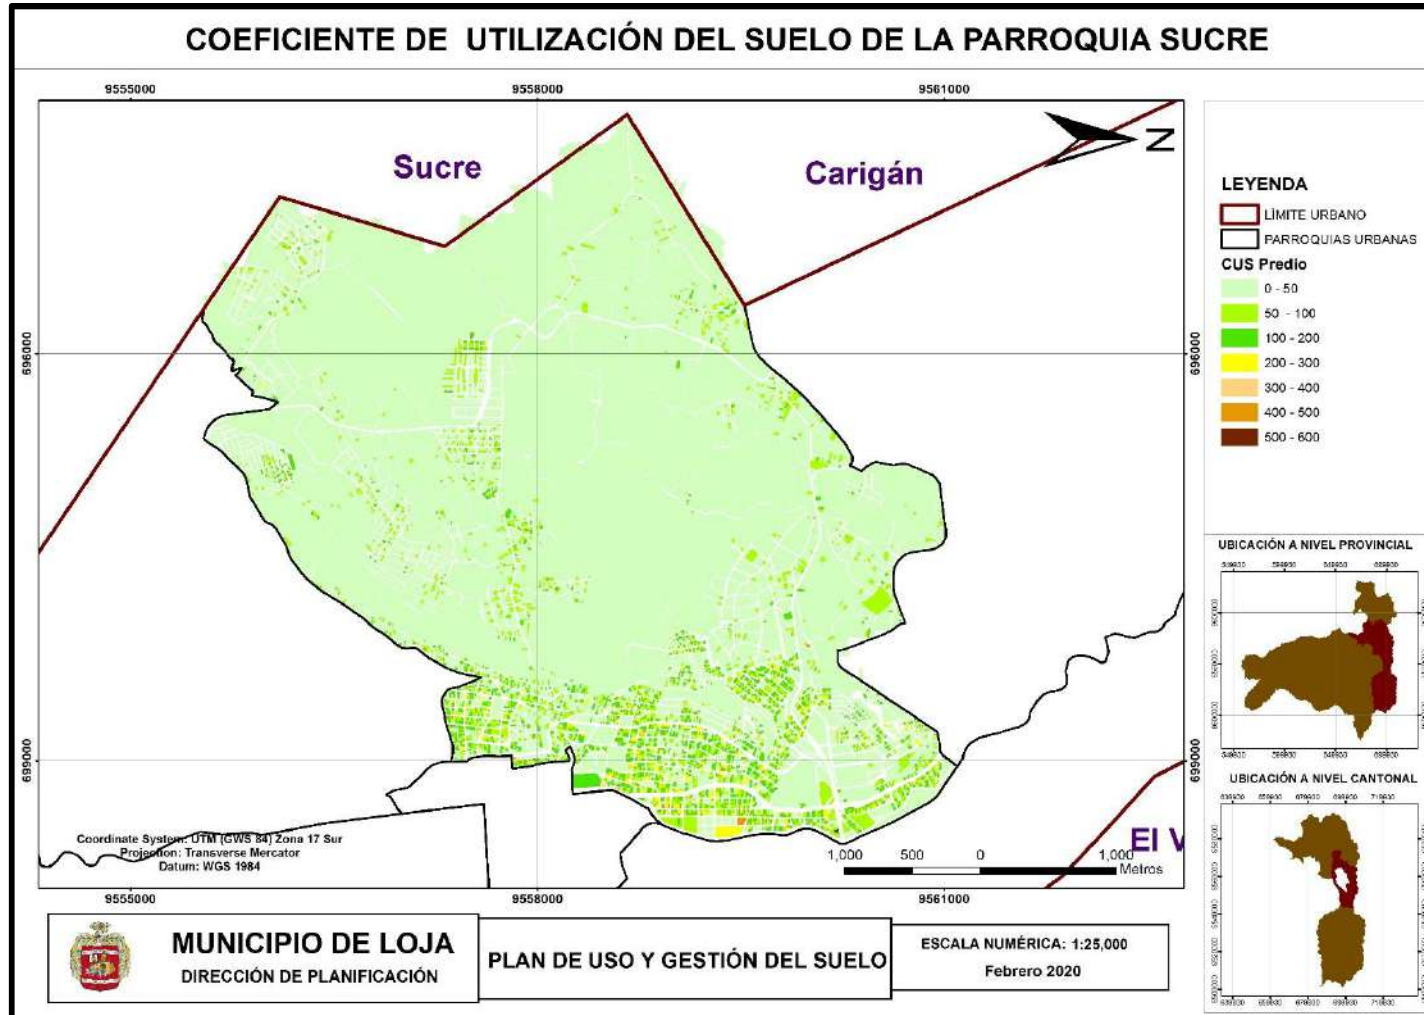 COEFICIENTE DE UTILIZACIÓN DEL SUELO DE LA PARROQUIA SUCRE
9555000
9558000
9561000
Sucre
Carigán
N
696000
696000
699000
699000
El V
Coordinate System: UTM (GWS 84) Zona 17 Sur
Projection: Transverse Mercator
Datum: WGS 1984
1,000 500 0 1,000
Metros
9555000
9558000
9561000
LEYENDA
LÍMITE URBANO
PARROQUIAS URBANAS
CUS Predio
0 - 50
50 - 100
100 - 200
200 - 300
300 - 400
400 - 500
500 - 600
UBICACIÓN A NIVEL PROVINCIAL
UBICACIÓN A NIVEL CANTONAL
MUNICIPIO DE LOJA
DIRECCIÓN DE PLANIFICACIÓN
PLAN DE USO Y GESTIÓN DEL SUELO
ESCALA NUMÉRICA: 1:25,000
Febrero 2020